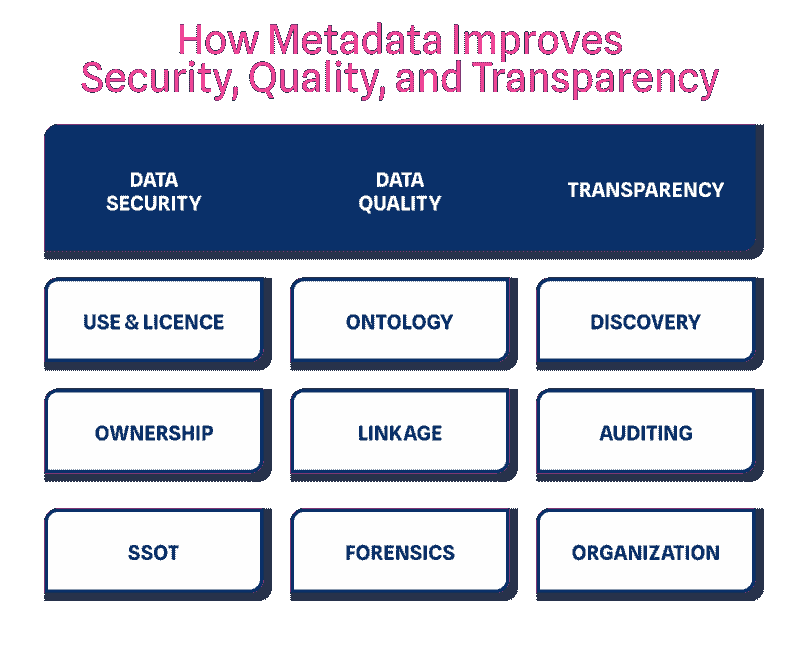 How Metadata Improves
Security, Quality, and Transparency
DATA
SECURITY
DATA
QUALITY
TRANSPARENCY
USE & LICENCE
ONTOLOGY
DISCOVERY
OWNERSHIP
LINKAGE
AUDITING
SSOT
FORENSICS
ORGANIZATION